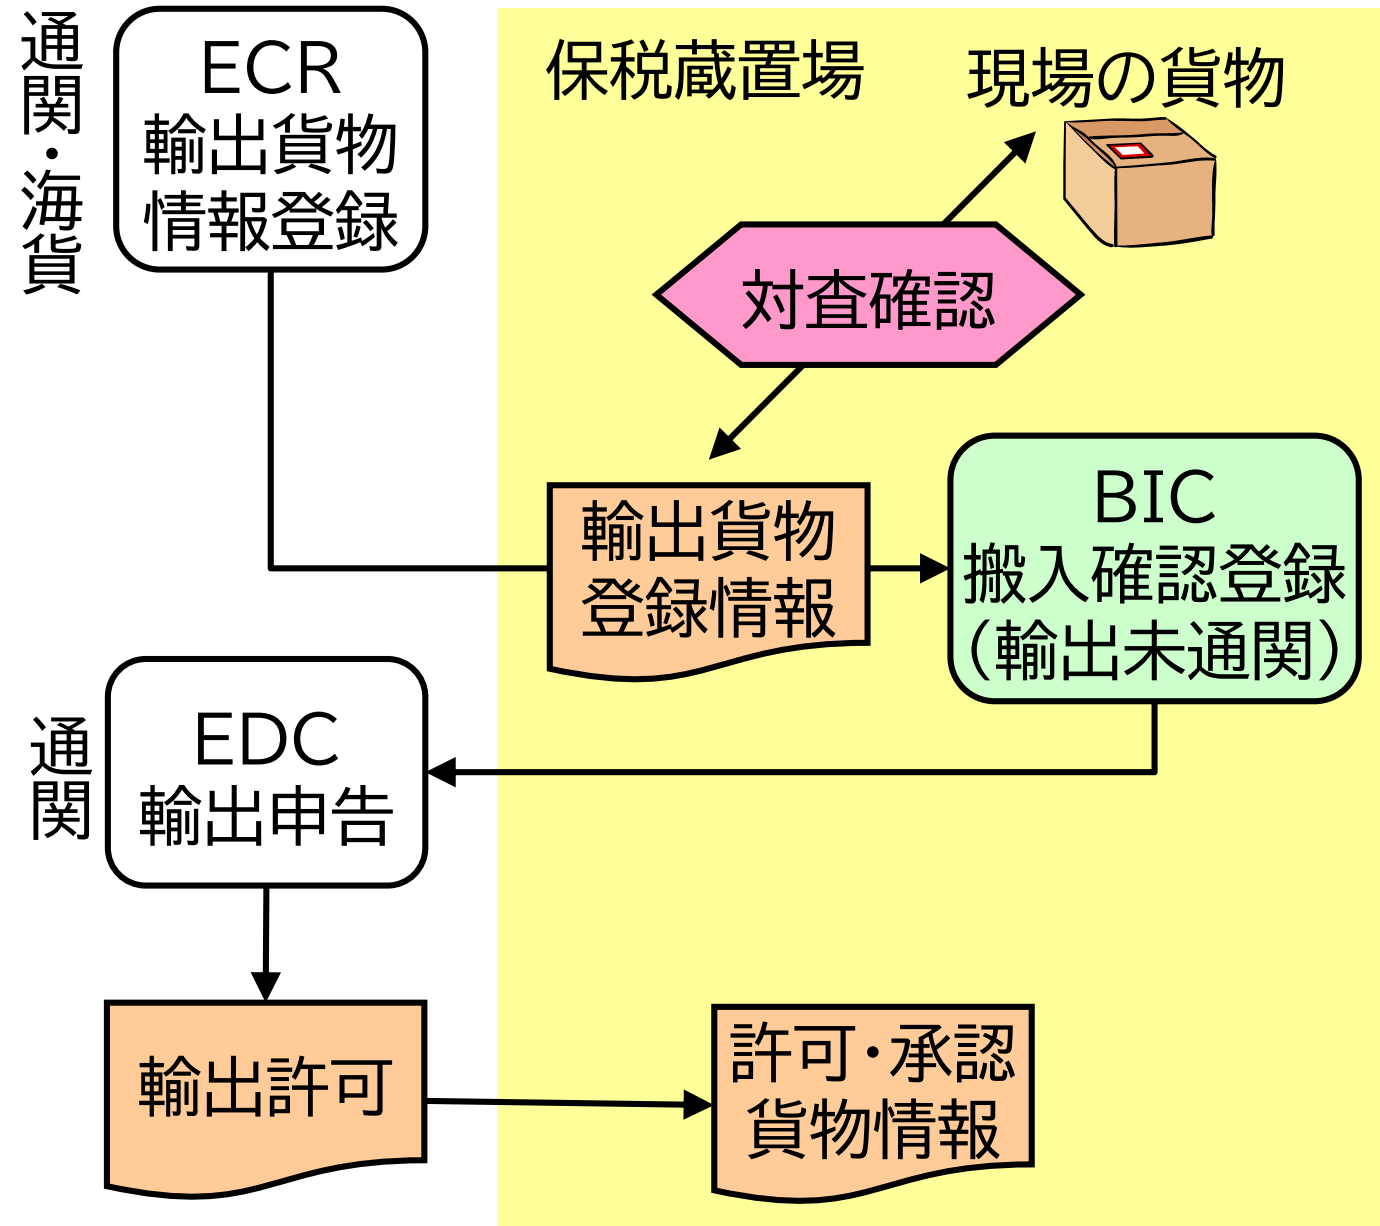 通関・海貨
ECR
輸出貨物
情報登録
保税蔵置場
現場の貨物
対査確認
輸出貨物
登録情報
BIC
搬入確認登録
（輸出未通関）
通関
EDC
輸出申告
輸出許可
許可・承認
貨物情報